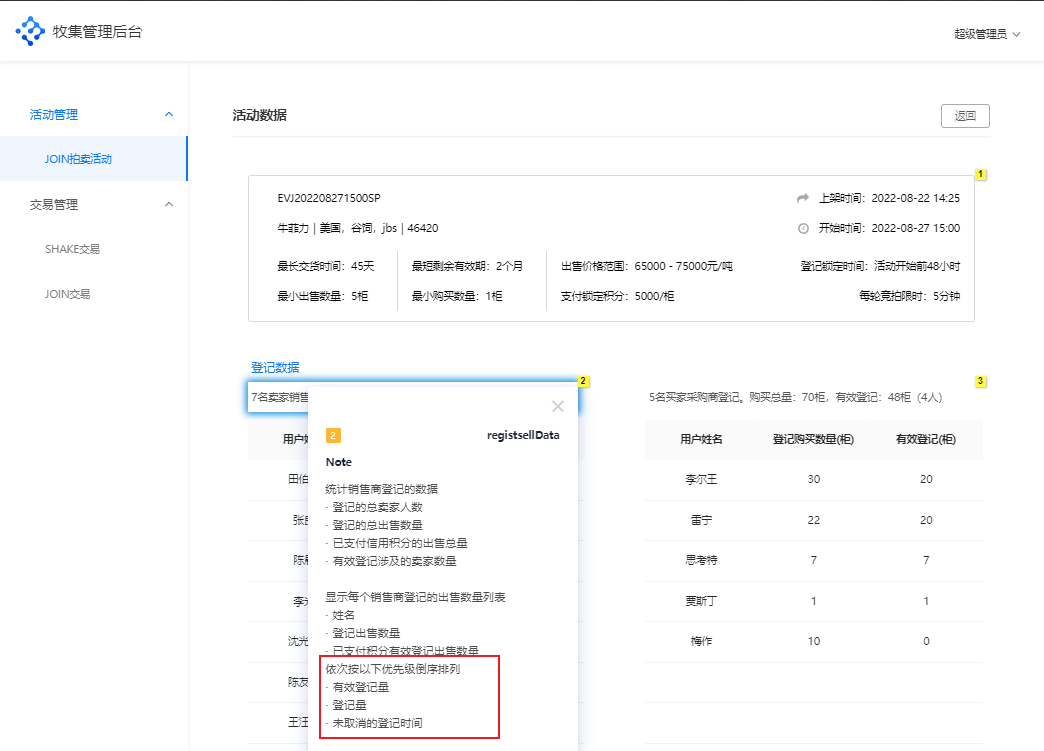 牧集管理后台
超级管理员
活动管理
JOIN拍卖活动
交易管理
SHAKE交易
JOIN交易
活动数据
返回
1
EVJ202208271500SP
上架时间：2022-08-22 14:25
牛菲力 | 美国，谷饲，jbs | 46420
开始时间：2022-08-27 15:00
最长交货时间：45天
最短剩余有效期：2个月
出售价格范围：65000 - 75000元/吨
登记锁定时间：活动开始前48小时
最小出售数量：5柜
最小购买数量：1柜
支付锁定积分：5000/柜
每轮竞拍限时：5分钟
登记数据
2
7名卖家销售
用户姓
田伯
张
陈
李
沈光
陈友
王汪
2
registsellData
Note
统计销售商登记的数据
· 登记的总卖家人数
· 登记的总出售数量
· 已支付信用积分的出售总量
· 有效登记涉及的卖家数量
显示每个销售商登记的出售数量列表
· 姓名
· 登记出售数量
· 已支付积分有效登记出售数量
依次按以下优先级倒序排列
· 有效登记量
· 登记量
· 未取消的登记时间
3
5名买家采购商登记。购买总量：70柜，有效登记：48柜（4人）
用户姓名 登记购买数量(柜) 有效登记(柜)
李尔王 30 20
雷宁 22 20
思考特 7 7
贾斯丁 1 1
梅作 10 0